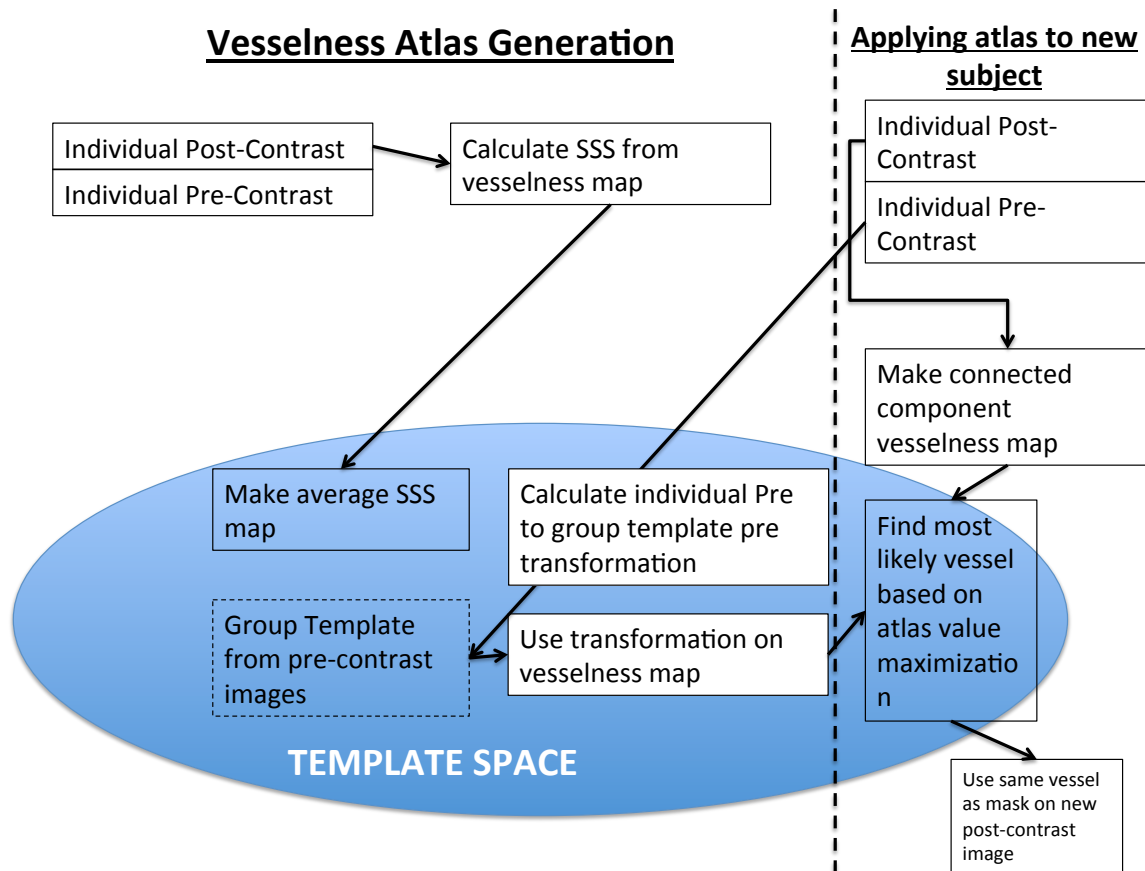 Vesselness Atlas Generation
Applying atlas to new
subject
Individual Post-Contrast
Individual Pre-Contrast
Calculate SSS from
vesselness map
Individual Post-
Contrast
Individual Pre-
Contrast
Make connected
component
vesselness map
Make average SSS
map
Calculate individual Pre
to group template pre
transformation
Find most
likely vessel
based on
atlas value
maximizatio
n
Group Template
from pre-contrast
images
Use transformation on
vesselness map
TEMPLATE SPACE
Use same vessel
as mask on new
post-contrast
image